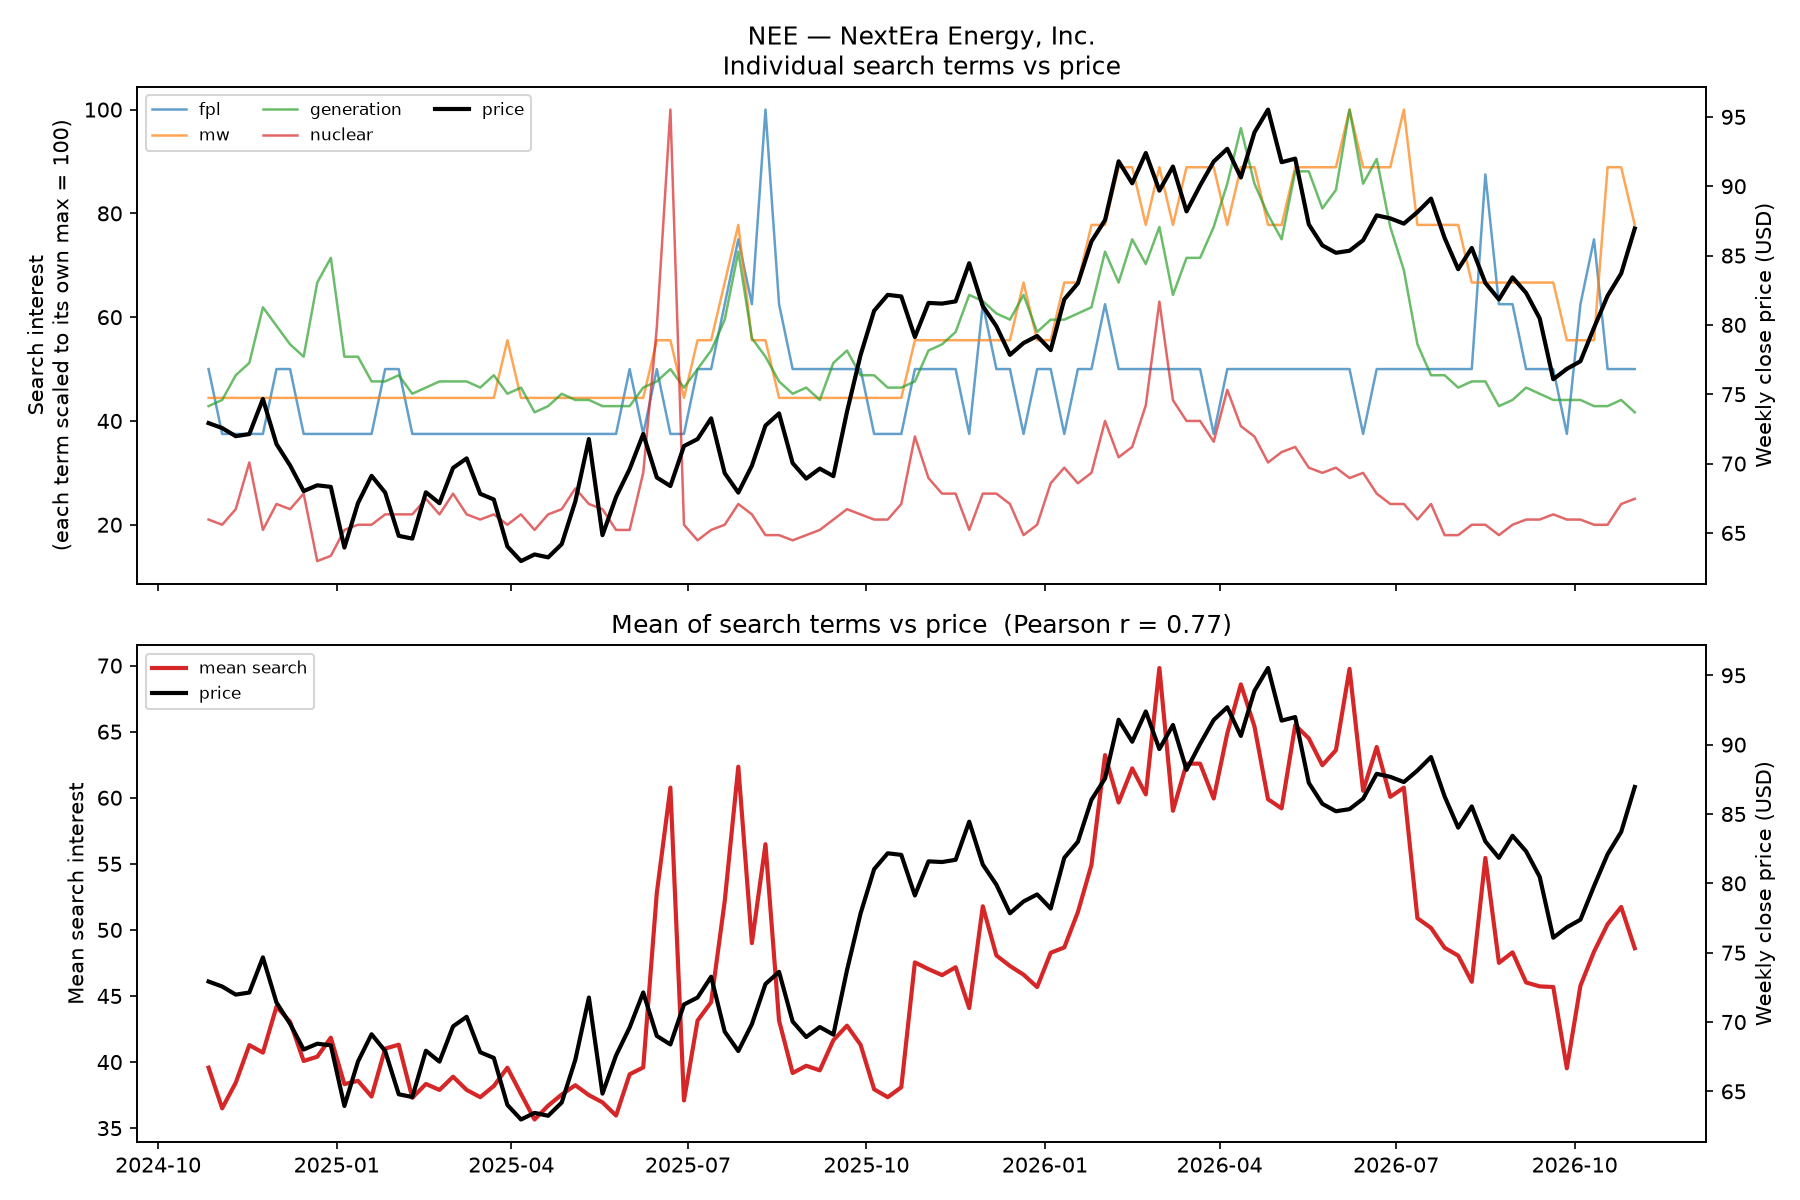 NEE — NextEra Energy, Inc.
Individual search terms vs price
fpl
mw
generation
nuclear
price
Search interest
(each term scaled to its own max = 100)
100
80
60
40
20
Weekly close price (USD)
95
90
85
80
75
70
65
Mean of search terms vs price (Pearson r = 0.77)
mean search
price
Mean search interest
70
65
60
55
50
45
40
35
Weekly close price (USD)
95
90
85
80
75
70
65
2024-10
2025-01
2025-04
2025-07
2025-10
2026-01
2026-04
2026-07
2026-10